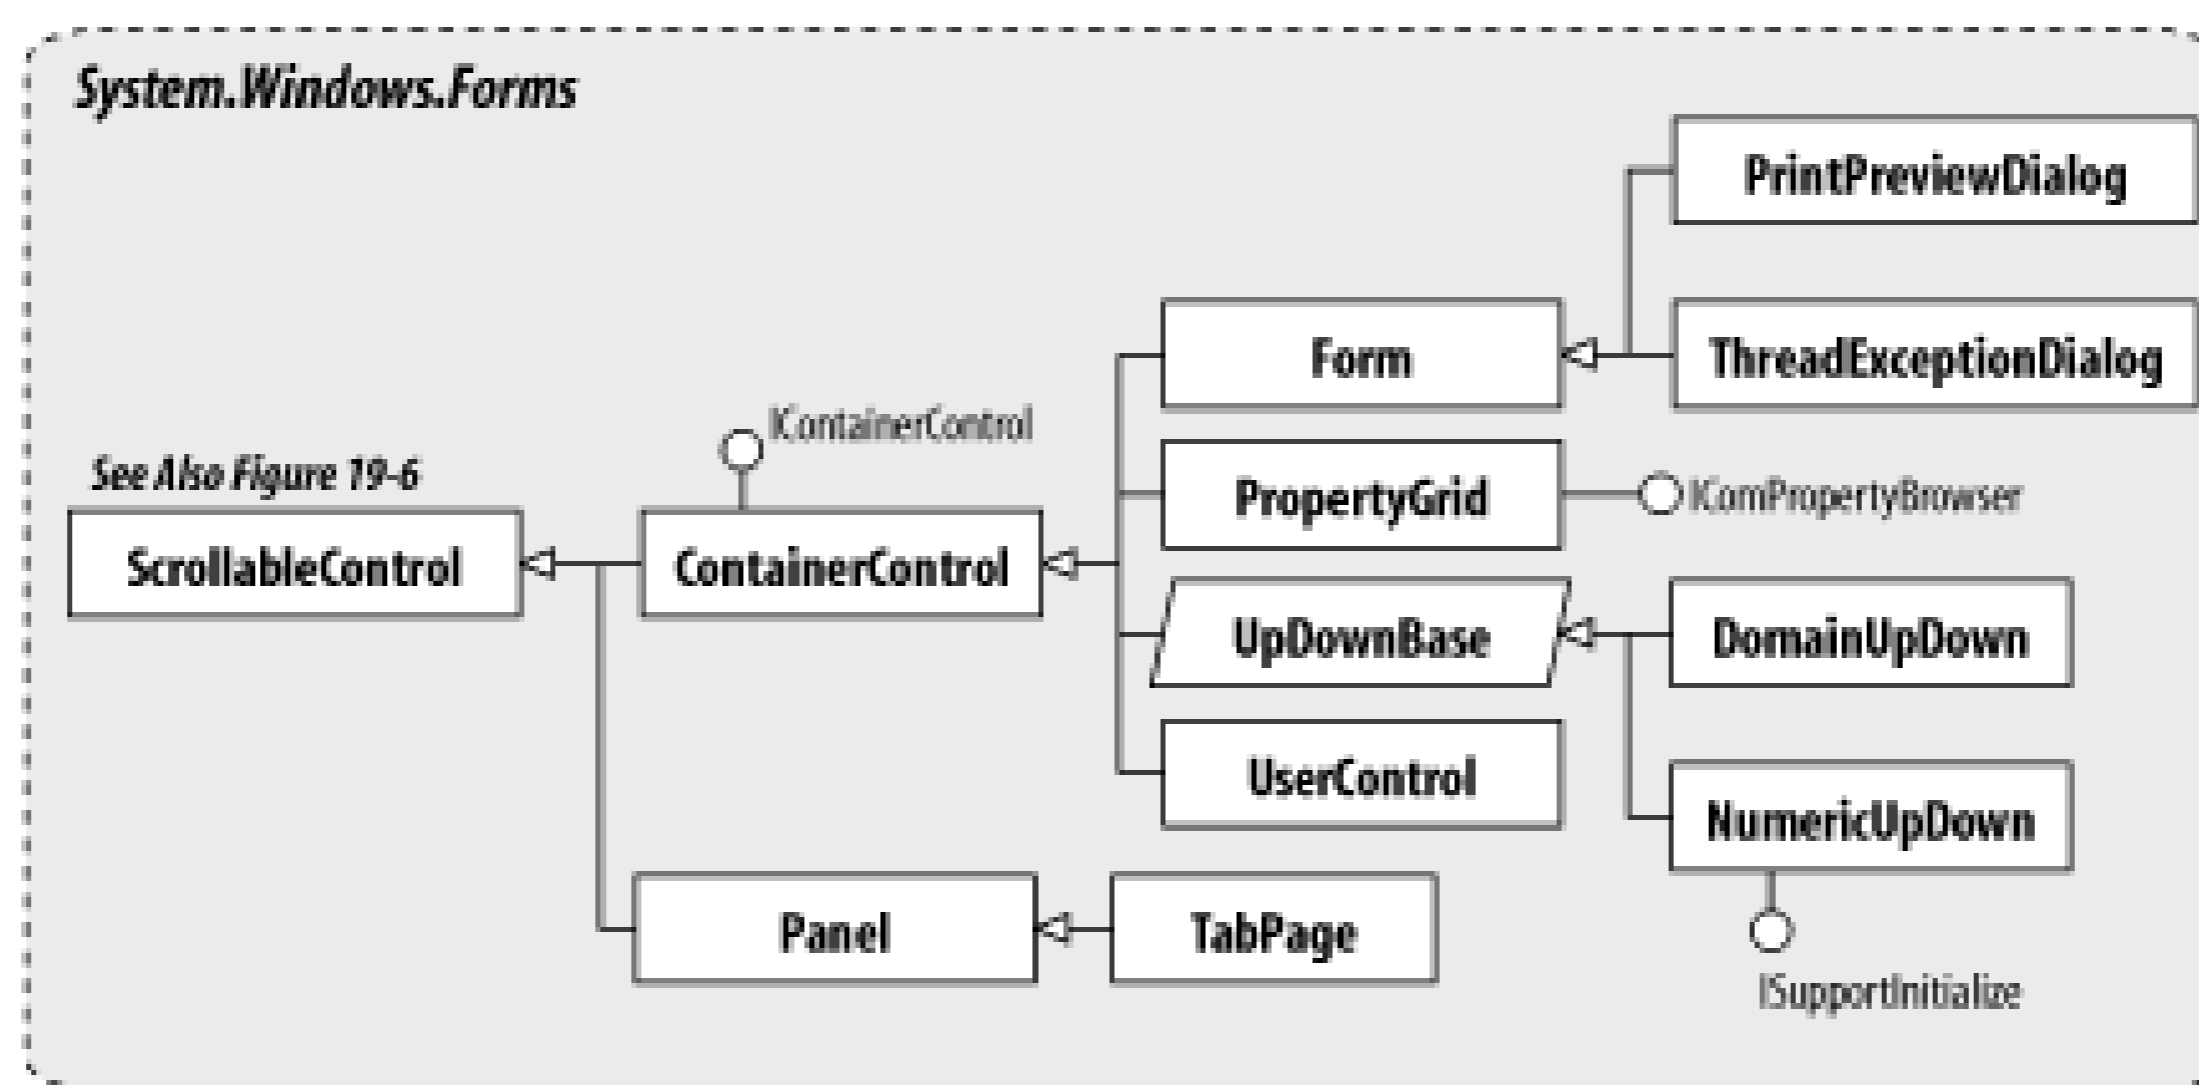 System.Windows.Forms
PrintPreviewDialog
Form
ThreadExceptionDialog
IContainerControl
See Also Figure 19-6
PropertyGrid
IComPropertyBrowser
ScrollableControl
ContainerControl
UpDownBase
DomainUpDown
UserControl
NumericUpDown
Panel
TabPage
ISupportInitialize